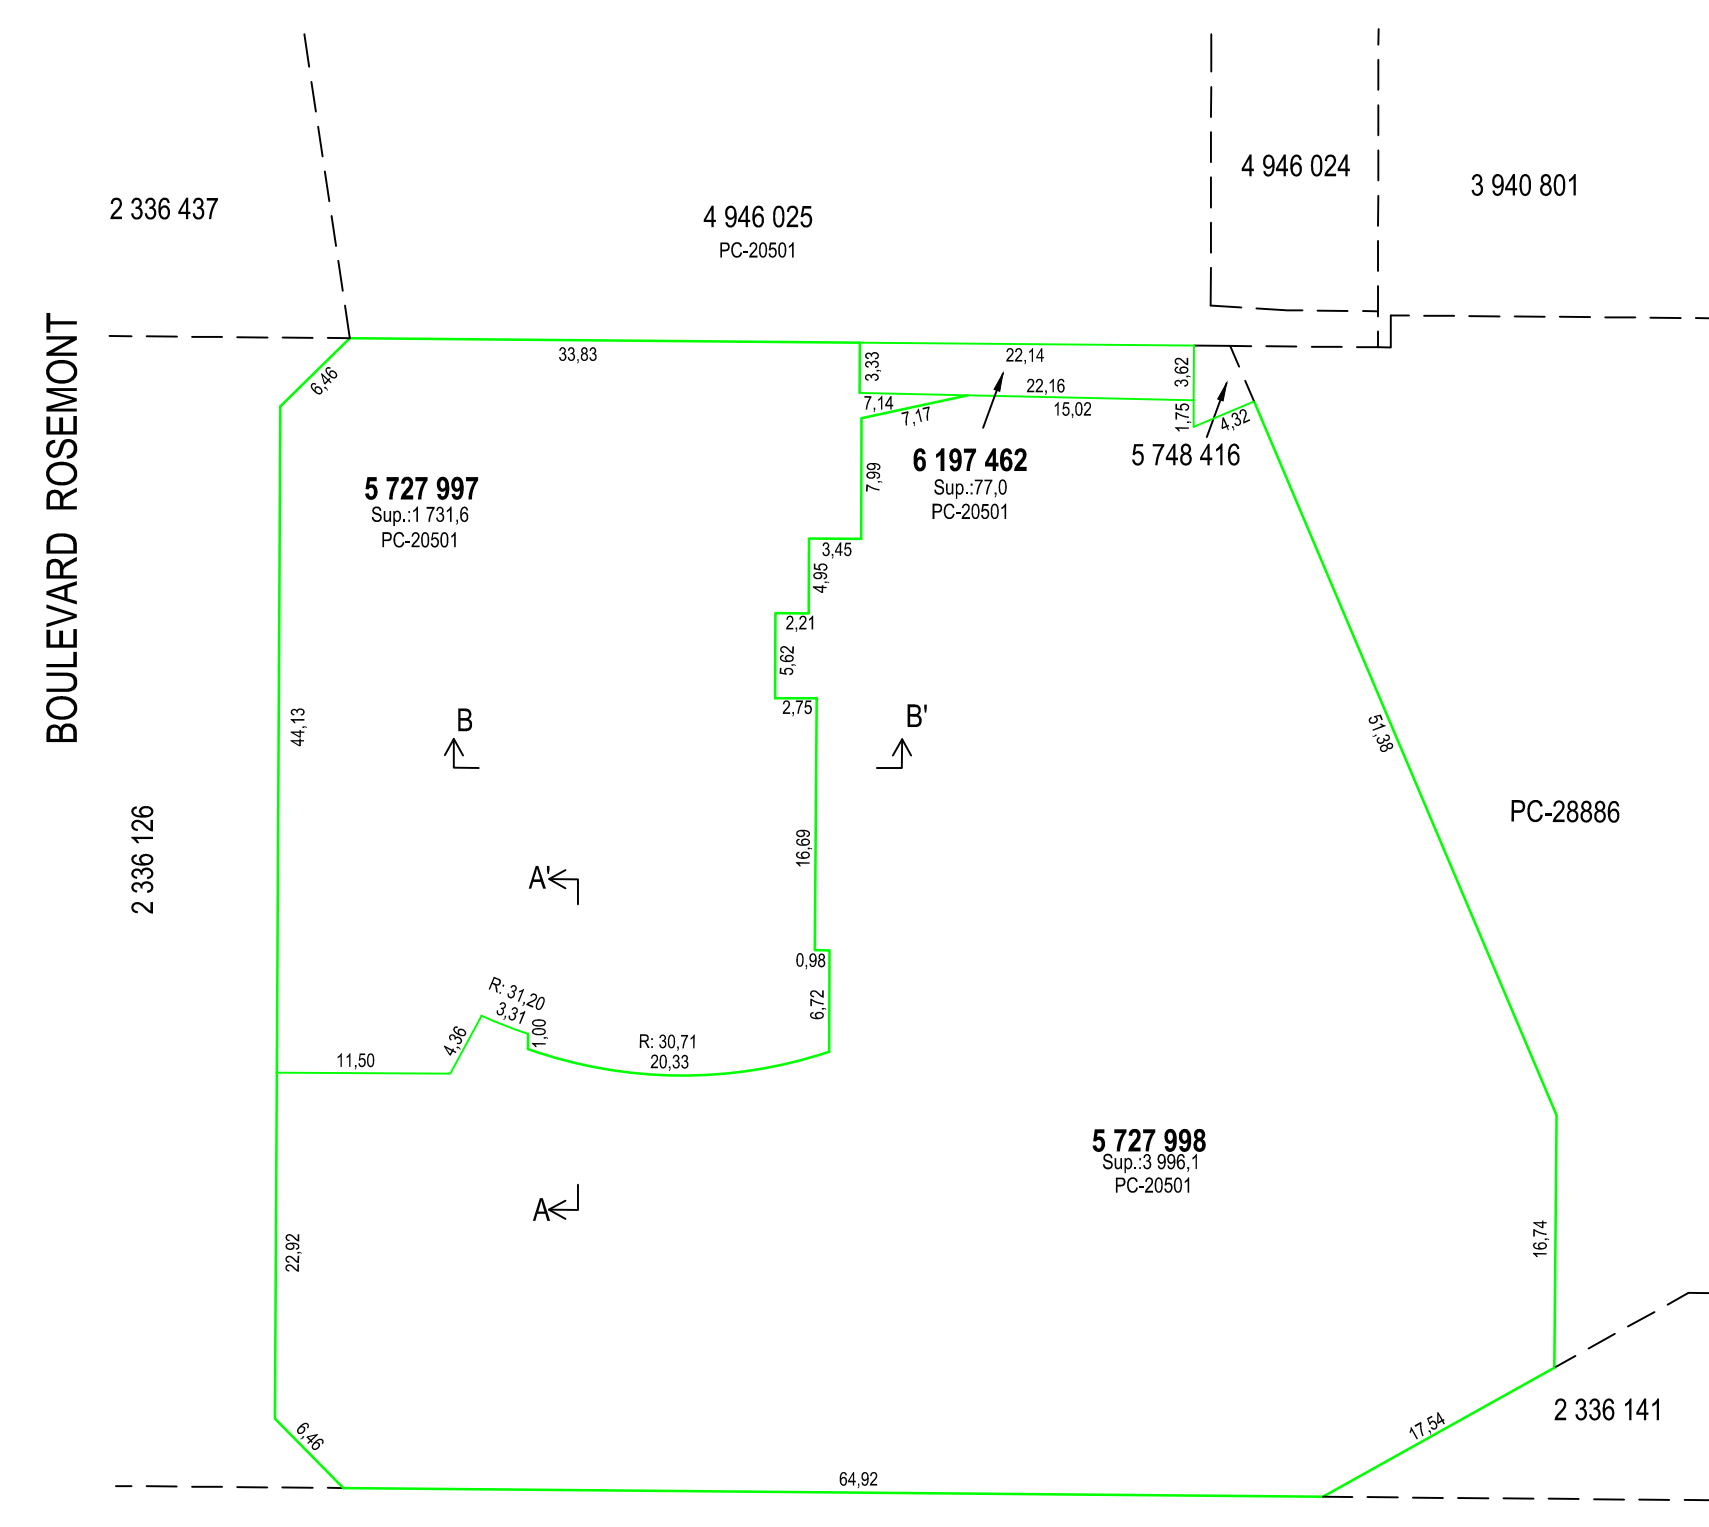 4 946 024
3 940 801
2 336 437
4 946 025
PC-20501
BOULEVARD ROSEMONT
33,83
22,14
3,33
3,62
6,46
22,16
7,14
15,02
7,17
1,75
4,32
5 748 416
6 197 462
Sup.:77,0
PC-20501
5 727 997
Sup.:1 731,6
PC-20501
7,99
3,45
4,95
2,21
5,62
2,75
B
B'
44,13
51,38
PC-28886
2 336 126
16,69
A'
0,98
6,72
R: 31,20
3,31
1,00
4,36
R: 30,71
20,33
11,50
5 727 998
Sup.:3 996,1
PC-20501
A
22,92
16,74
2 336 141
17,54
6,46
64,92